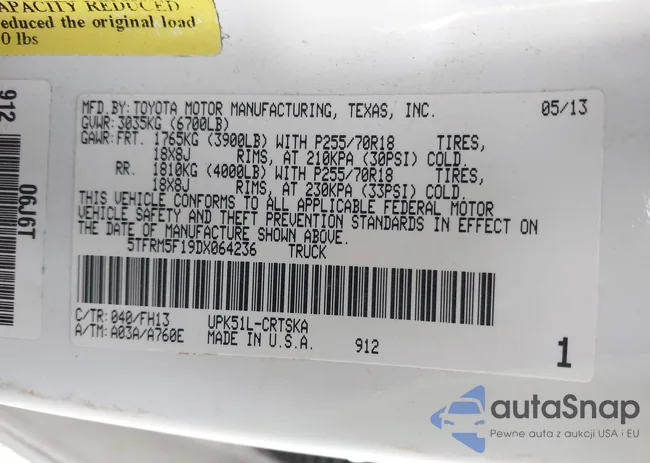 APACITY REDUCED
educed the original load
0 lbs
912
06J6T
MFD.BY:TOYOTA MOTOR MANUFACTURING, TEXAS, INC. 05/13
GVWR:3035KG (6700LB)
GAWR:FRT. 1765KG (3900LB) WITH P255/70R18 TIRES,
18X8J RIMS, AT 210KPA (30PSI) COLD.
RR. 1810KG (4000LB) WITH P255/70R18 TIRES,
18X8J RIMS, AT 230KPA (33PSI) COLD
THIS VEHICLE CONFORMS TO ALL APPLICABLE FEDERAL MOTOR
VEHICLE SAFETY AND THEFT PREVENTION STANDARDS IN EFFECT ON
THE DATE OF MANUFACTURE SHOWN ABOVE.
5TFRM5F19DX064236 TRUCK
C/TR:040/FH13 UPK51L-CRTSKA
A/TM:A03A/A760E MADE IN U.S.A. 912 1
autaSnap
Pewne auta z aukcji USA i EU